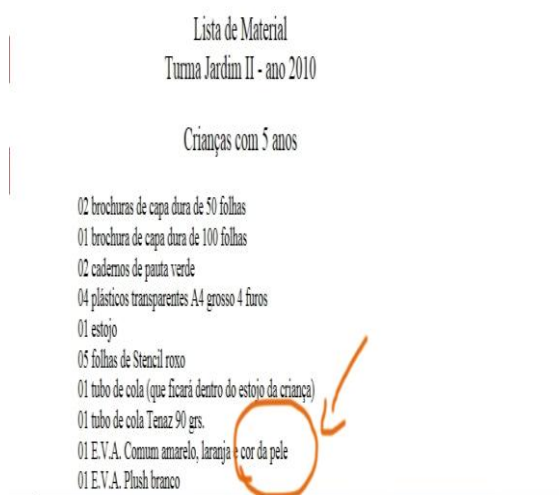 Lista de Material
Turma Jardim II - ano 2010
Crianças com 5 anos
02 brochuras de capa dura de 50 folhas
01 brochura de capa dura de 100 folhas
02 cadernos de pauta verde
04 plásticos transparentes A4 grosso 4 furos
01 estojo
05 folhas de Stencil roxo
01 tubo de cola (que ficará dentro do estojo da criança)
01 tubo de cola Tenaz 90 grs.
01 E.V.A. Comum amarelo, laranja e cor da pele
01 E.V.A. Plush branco